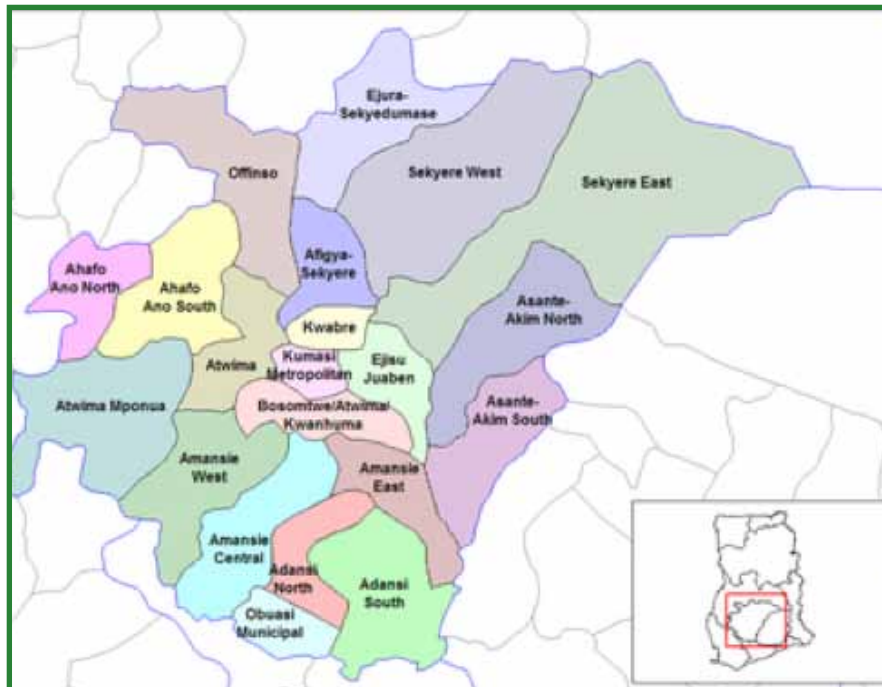 Ejura-
Sekyedumase
Sekyere West
Offinso
Sekyere East
Afigya-
Sekyere
Ahafo
Ano North
Ahafo
Ano South
Asante-
Akim North
Kwabre
Kumasi
Metropolitan
Ejisu
Juaben
Atwima
Atwima Mponua
Bosomtwe/Atwima/
Kwanhuma
Asante-
Akim South
Amansie
West
Amansie
East
Amansie
Central
Adansi
North
Adansi
South
Obuasi
Municipal